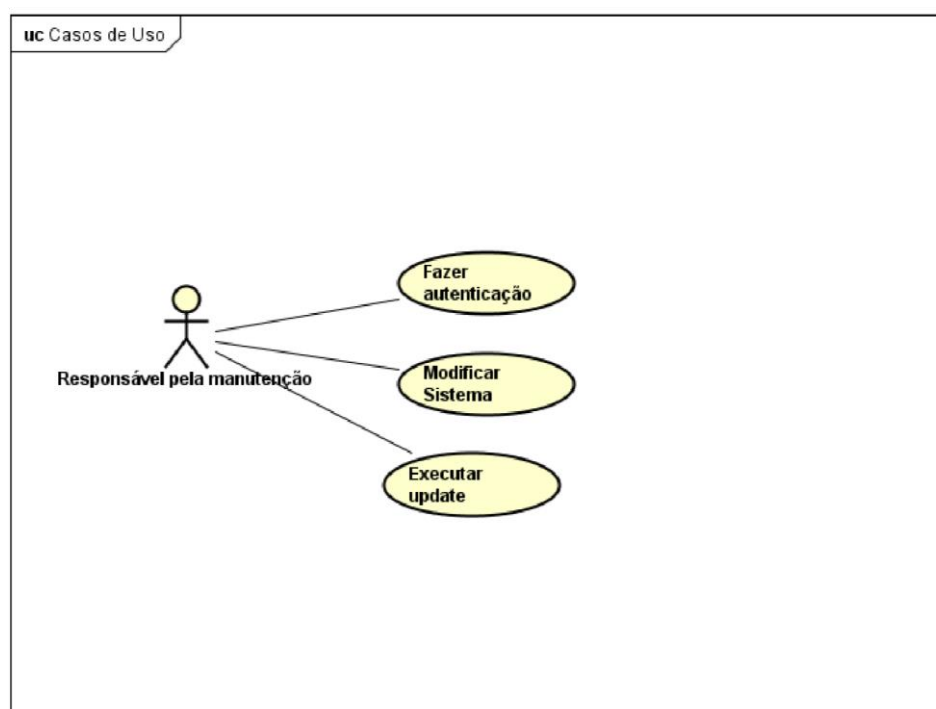 uc Casos de Uso
Fazer
autenticação
Responsável pela manutenção
Modificar
Sistema
Executar
update